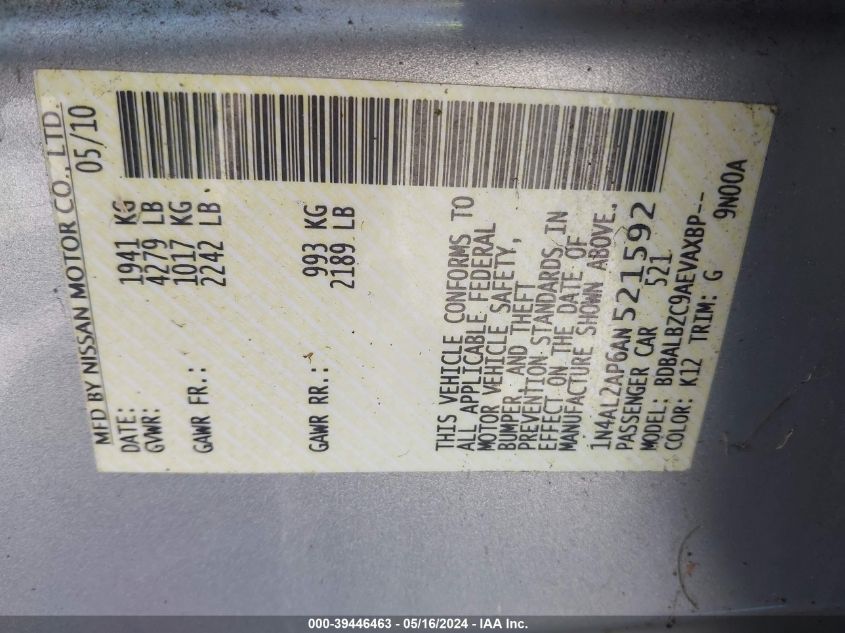 MFD BY NISSAN MOTOR CO., LTD.
DATE: 05/10
GVWR: 1941 KG
4279 LB
GAWR FR.: 1017 KG
2242 LB
GAWR RR.: 993 KG
2189 LB
THIS VEHICLE CONFORMS TO
ALL APPLICABLE FEDERAL
MOTOR VEHICLE SAFETY,
BUMPER, AND THEFT
PREVENTION STANDARDS IN
EFFECT ON THE DATE OF
MANUFACTURE SHOWN ABOVE.
1N4AL2AP6AN521592
PASSENGER CAR 521
MODEL: BDBALBZC9AEVAXBP--
COLOR: K12 TRIM: G 9N00A
000-39446463 - 05/16/2024 - IAA Inc.